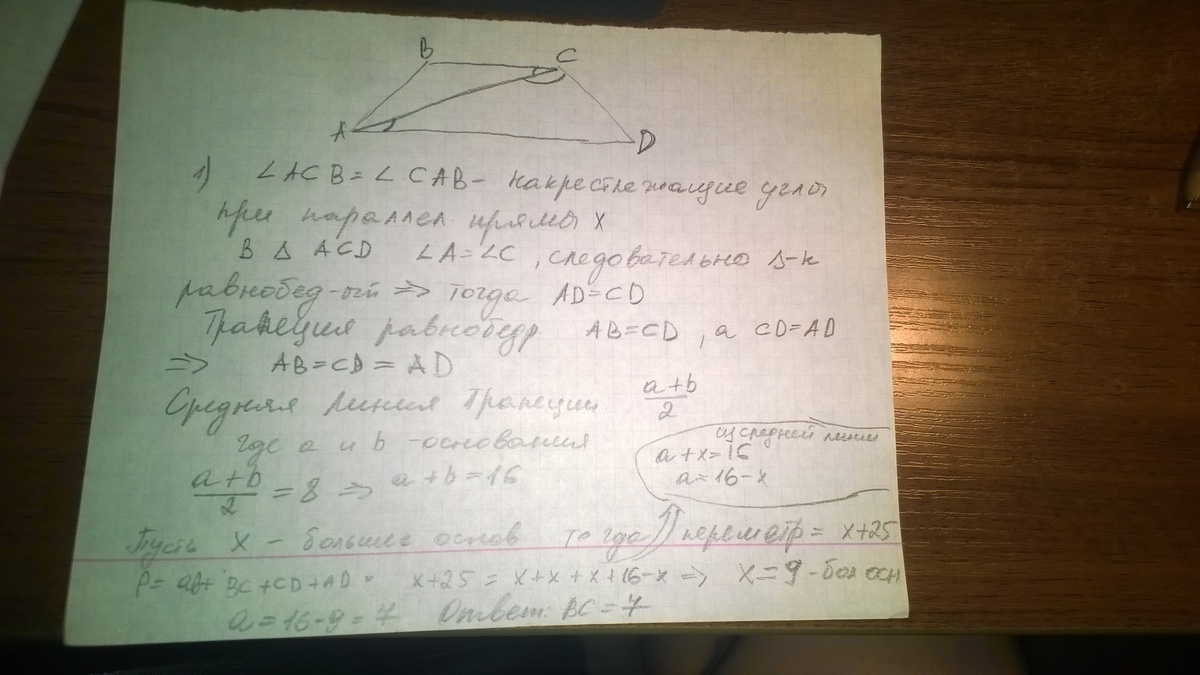 B C
A D
1) ∠ACB = ∠CAB - накрестлежащие углы
при параллел. прямых
В Δ ACD ∠A = ∠C, следовательно Δ-к
равнобед-ый => тогда AD=CD
Трапеция равнобедр AB=CD, а CD=AD
=> AB=CD=AD
Средняя линия трапеции (a+b)/2
где a и b - основания
(a+b)/2 = 8 => a+b=16
из средней линии
a+x=16
a=16-x
Пусть x - большее основ тогда периметр = x+25
P= AB+BC+CD+AD x+25 = x+x+x+16-x => x=9 - бол осн
a=16-9=7 Ответ: BC=7